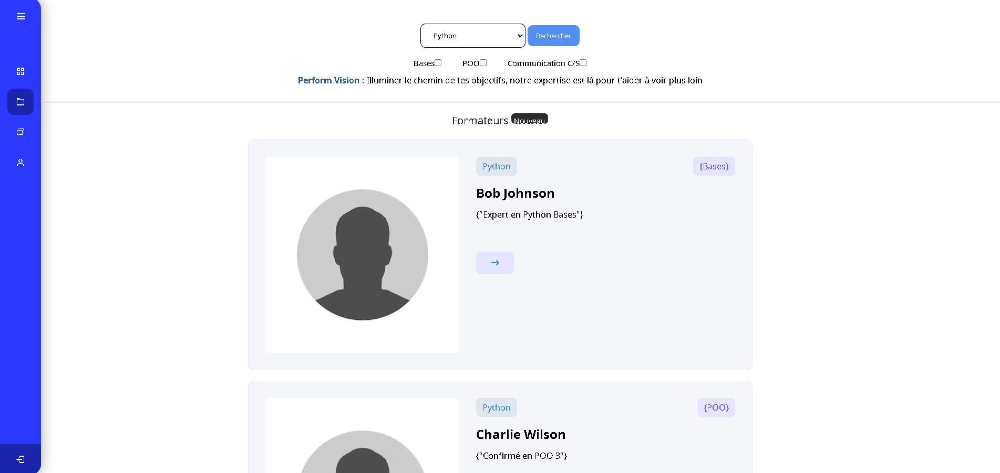 Python Rechercher
Bases POO Communication C/S
Perform Vision : Illuminer le chemin de tes objectifs, notre expertise est là pour t'aider à voir plus loin
Formateurs Nouveau
Python {Bases}
Bob Johnson
{"Expert en Python Bases"}
→
Python {POO}
Charlie Wilson
{"Confirmé en POO 3"}